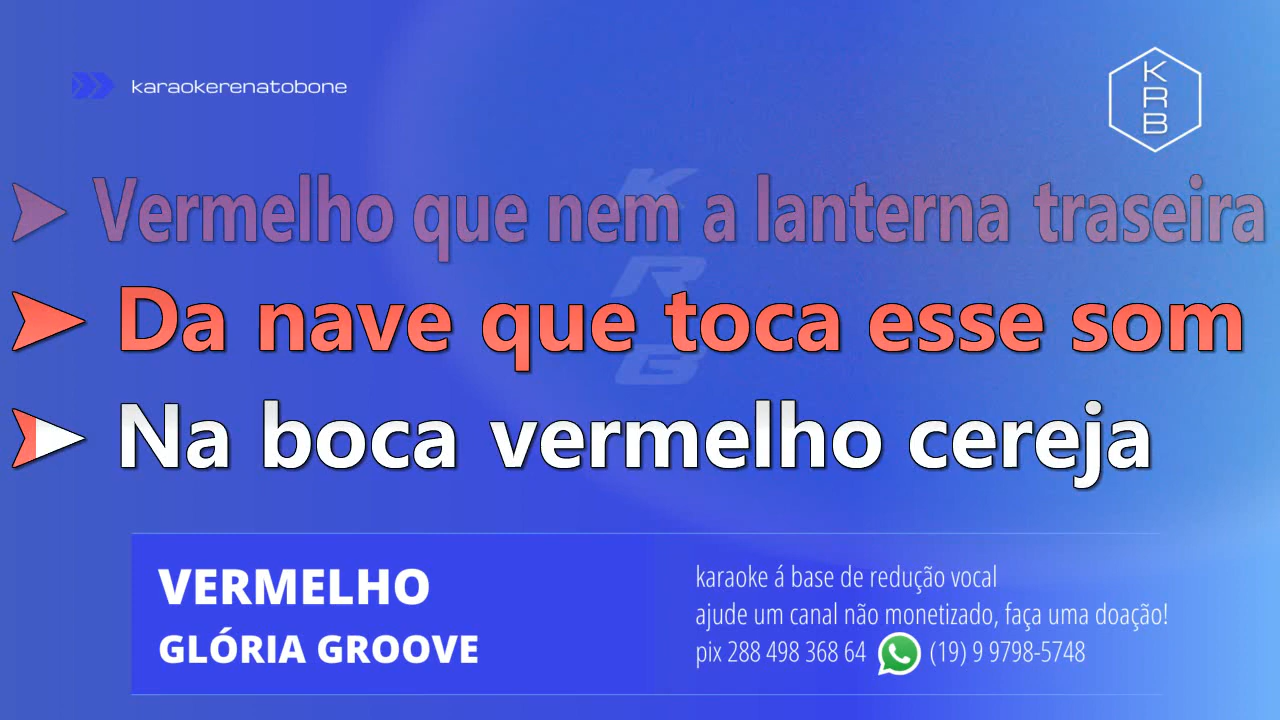 karaokerenatobone
K
R
B
Vermelho que nem a lanterna traseira
K
R
B
Da nave que toca esse som
Na boca vermelho cereja
VERMELHO
GLÓRIA GROOVE
karaoke á base de redução vocal
ajude um canal não monetizado, faça uma doação!
pix 288 498 368 64 (19) 9 9798-5748